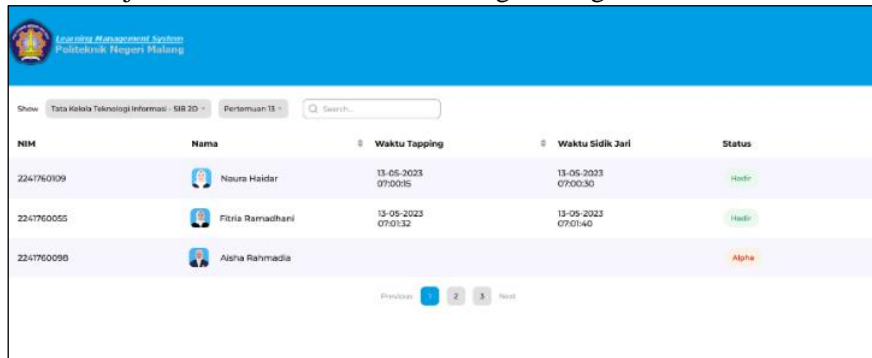 Learning Management System
Politeknik Negeri Malang
Show Tata Kelola Teknologi Informasi - SIB 2D Pertemuan 13 Search...
NIM Nama Waktu Tapping Waktu Sidik Jari Status
2241760109 Naura Haidar 13-05-2023 07:00:15 13-05-2023 07:00:30 Hadir
2241760055 Fitria Ramadhani 13-05-2023 07:01:32 13-05-2023 07:01:40 Hadir
2241760098 Aisha Rahmadia Alpha
Previous 1 2 3 Next